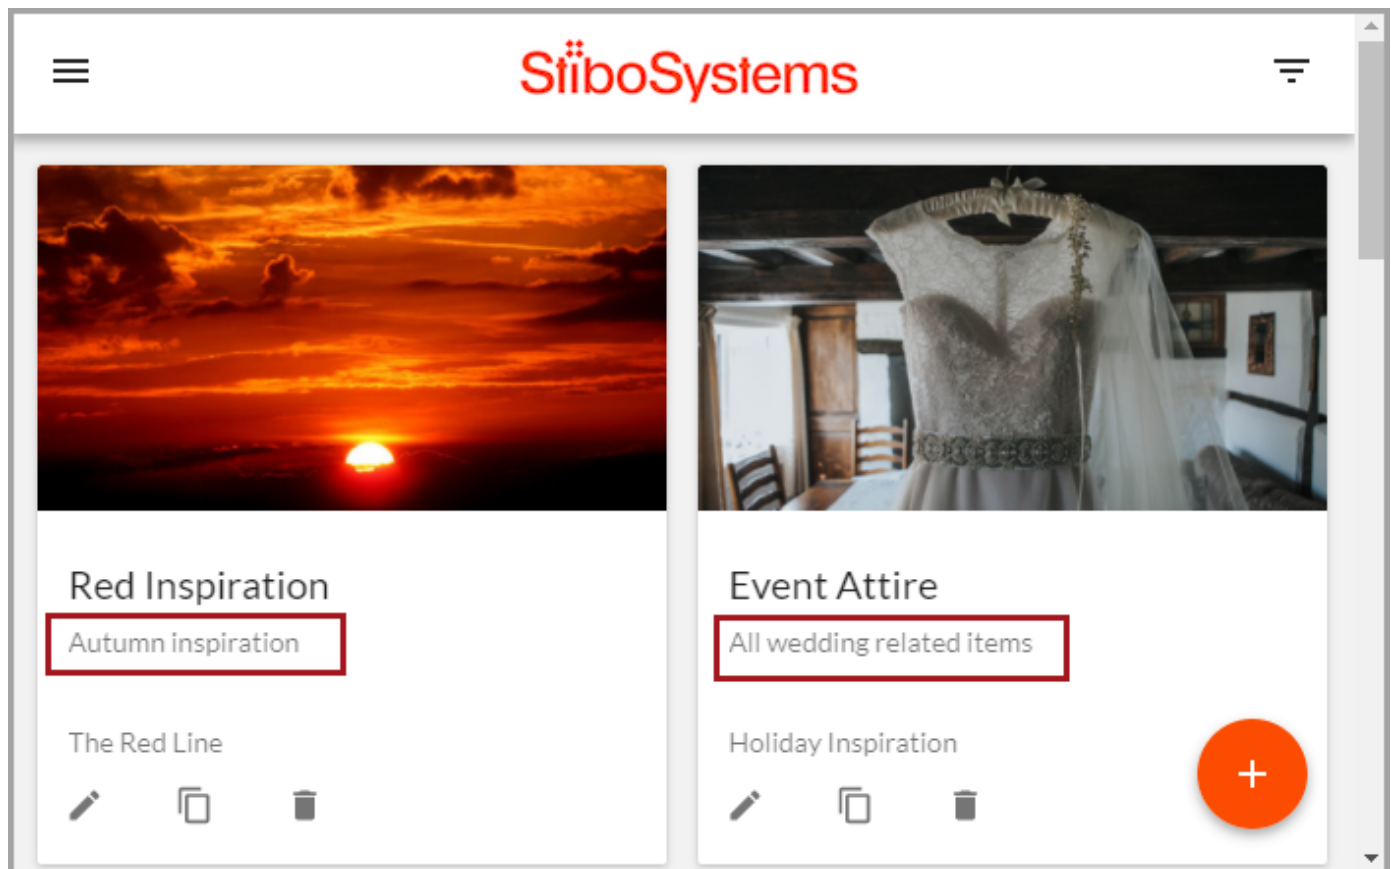 StiboSystems
Red Inspiration
Autumn inspiration
The Red Line
Event Attire
All wedding related items
Holiday Inspiration